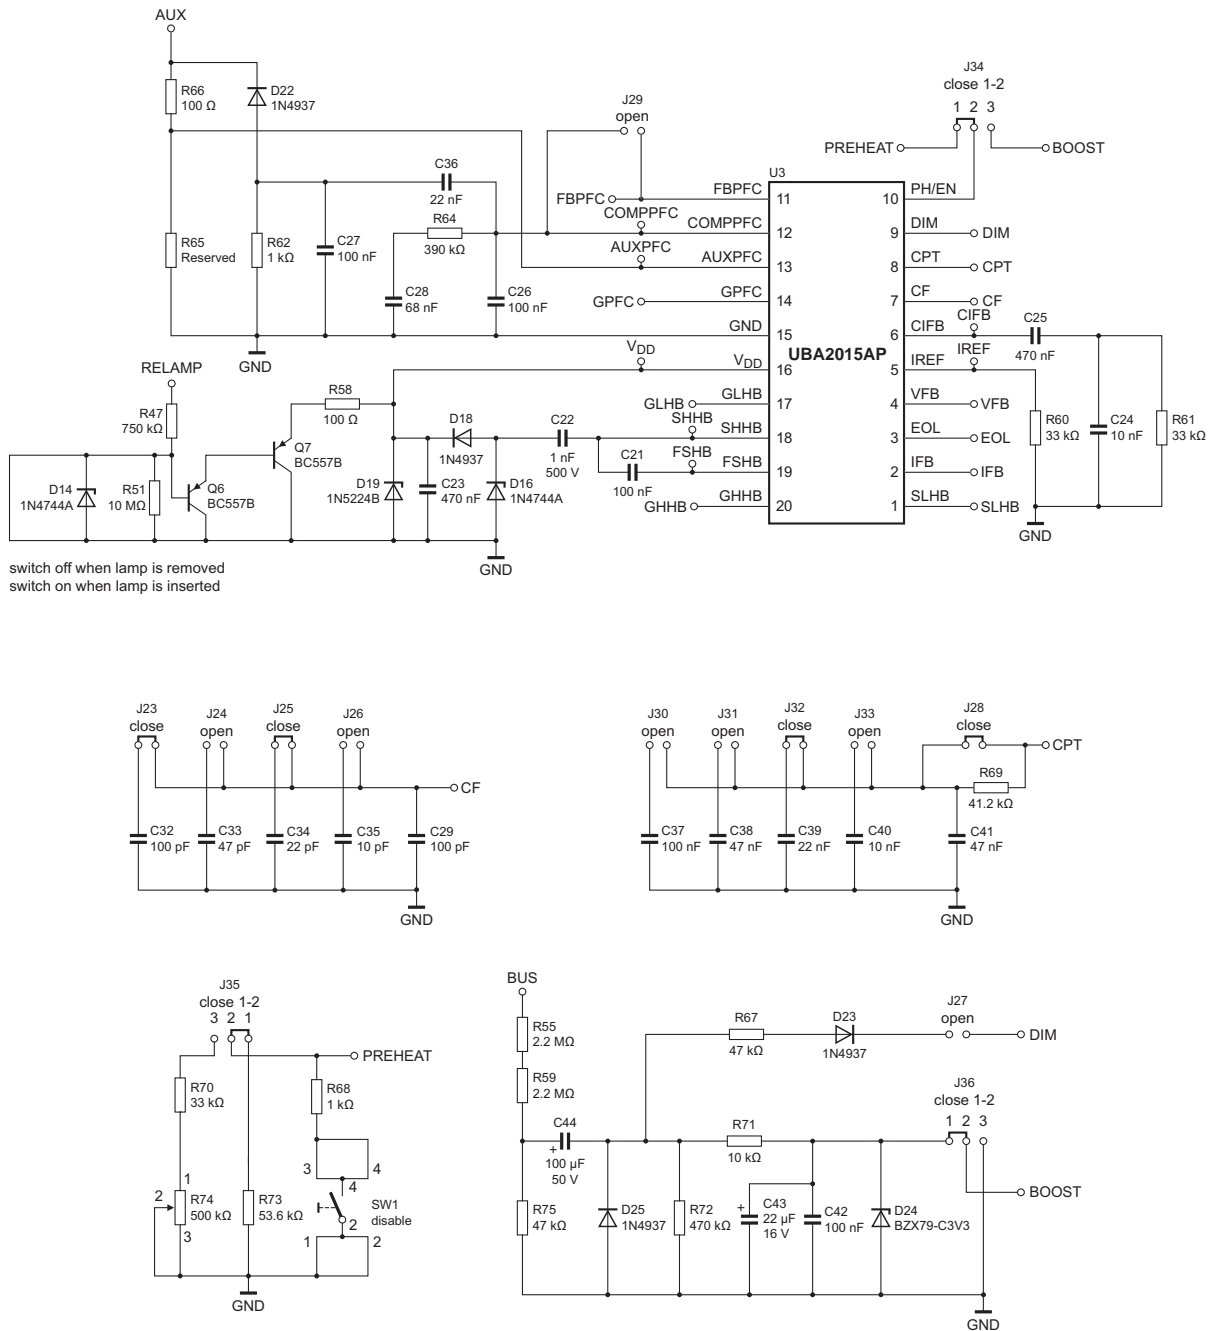 AUX
R66
100 Ω
D22
1N4937
J29
open
J34
close 1-2
1 2 3
PREHEAT
BOOST
C36
22 nF
U3
FBPFC
FBPFC
11
10
PH/EN
R64
390 kΩ
COMPPFC
COMPPFC
12
9
DIM
DIM
R65
Reserved
R62
1 kΩ
C27
100 nF
AUXPFC
AUXPFC
13
8
CPT
CPT
C28
68 nF
C26
100 nF
GPFC
GPFC
14
7
CF
CF
GND
15
6
CIFB
CIFB
C25
470 nF
GND
UBA2015AP
VDD
VDD
16
5
IREF
IREF
RELAMP
R47
750 kΩ
R58
100 Ω
GLHB
GLHB
17
4
VFB
VFB
R60
33 kΩ
C24
10 nF
R61
33 kΩ
D18
1N4937
C22
1 nF
500 V
SHHB
SHHB
18
3
EOL
EOL
Q7
BC557B
C21
100 nF
FSHB
FSHB
19
2
IFB
IFB
D14
1N4744A
R51
10 MΩ
Q6
BC557B
D19
1N5224B
C23
470 nF
D16
1N4744A
GHHB
GHHB
20
1
SLHB
SLHB
GND
GND
switch off when lamp is removed
switch on when lamp is inserted
J23
close
J24
open
J25
close
J26
open
CF
C32
100 pF
C33
47 pF
C34
22 pF
C35
10 pF
C29
100 pF
GND
J30
open
J31
open
J32
close
J33
open
J28
close
CPT
R69
41.2 kΩ
C37
100 nF
C38
47 nF
C39
22 nF
C40
10 nF
C41
47 nF
GND
J35
close 1-2
3 2 1
PREHEAT
R70
33 kΩ
R68
1 kΩ
3
4
4
1
2
R74
500 kΩ
3
R73
53.6 kΩ
SW1
disable
2
1
2
GND
BUS
R55
2.2 MΩ
R59
2.2 MΩ
R67
47 kΩ
D23
1N4937
J27
open
DIM
J36
close 1-2
1 2 3
C44
+
100 µF
50 V
R71
10 kΩ
BOOST
R75
47 kΩ
D25
1N4937
R72
470 kΩ
+
C43
22 µF
16 V
C42
100 nF
D24
BZX79-C3V3
GND